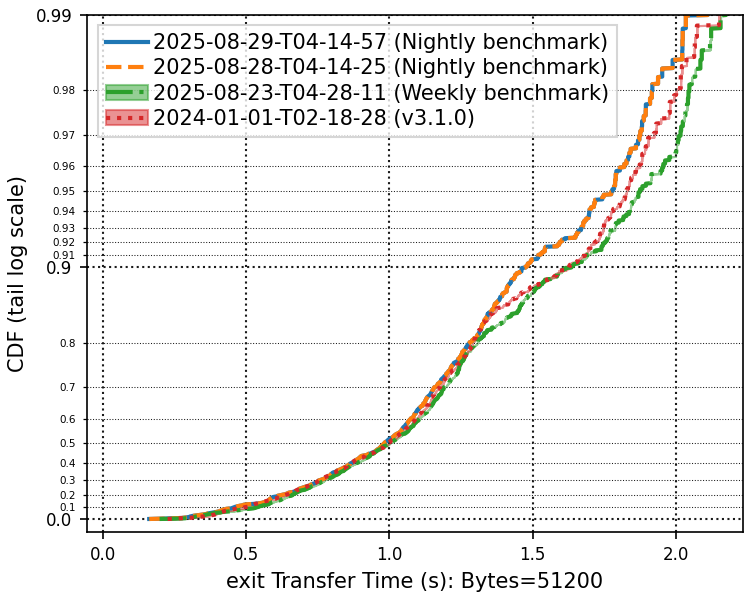 2025-08-29-T04-14-57 (Nightly benchmark)
2025-08-28-T04-14-25 (Nightly benchmark)
2025-08-23-T04-28-11 (Weekly benchmark)
2024-01-01-T02-18-28 (v3.1.0)
CDF (tail log scale)
0.99
0.98
0.97
0.96
0.95
0.94
0.93
0.92
0.91
0.9
0.8
0.7
0.6
0.5
0.4
0.3
0.2
0.1
0.0
0.0 0.5 1.0 1.5 2.0
exit Transfer Time (s): Bytes=51200